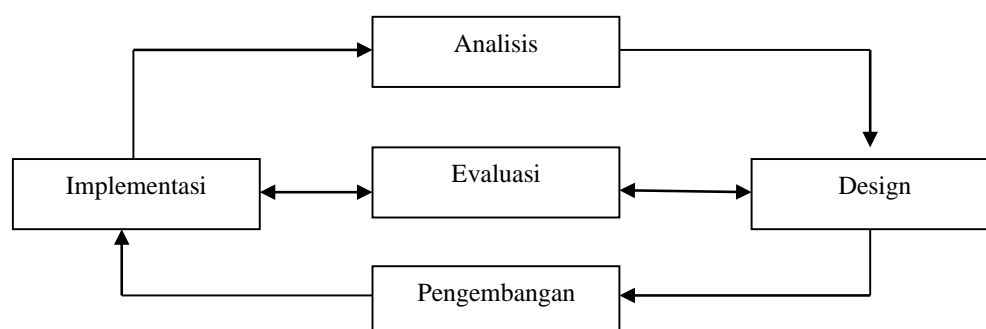 Analisis
Implementasi
Evaluasi
Design
Pengembangan